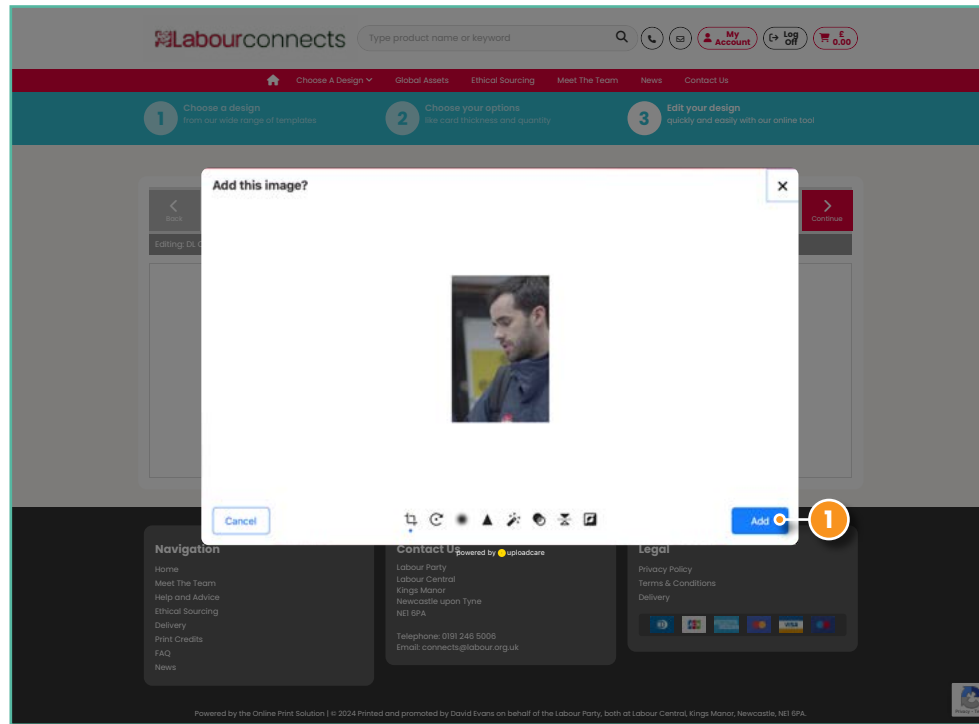 Labourconnects
Type product name or keyword
My Account
Log Off
£ 0.00
Choose A Design
Global Assets
Ethical Sourcing
Meet The Team
News
Contact Us
1
Choose a design
from our wide range of templates
2
Choose your options
like card thickness and quantity
3
Edit your design
quickly and easily with our online tool
Add this image?
Back
Continue
Editing: DL
Cancel
Add
1
powered by uploadcare
Navigation
Home
Meet The Team
Help and Advice
Ethical Sourcing
Delivery
Print Credits
FAQ
News
Contact Us
Labour Party
Labour Central
Kings Manor
Newcastle upon Tyne
NE1 6PA
Telephone: 0191 246 5006
Email: connects@labour.org.uk
Legal
Privacy Policy
Terms & Conditions
Delivery
JCB
VISA
Powered by the Online Print Solution | © 2024 Printed and promoted by David Evans on behalf of the Labour Party, both at Labour Central, Kings Manor, Newcastle, NE1 6PA.